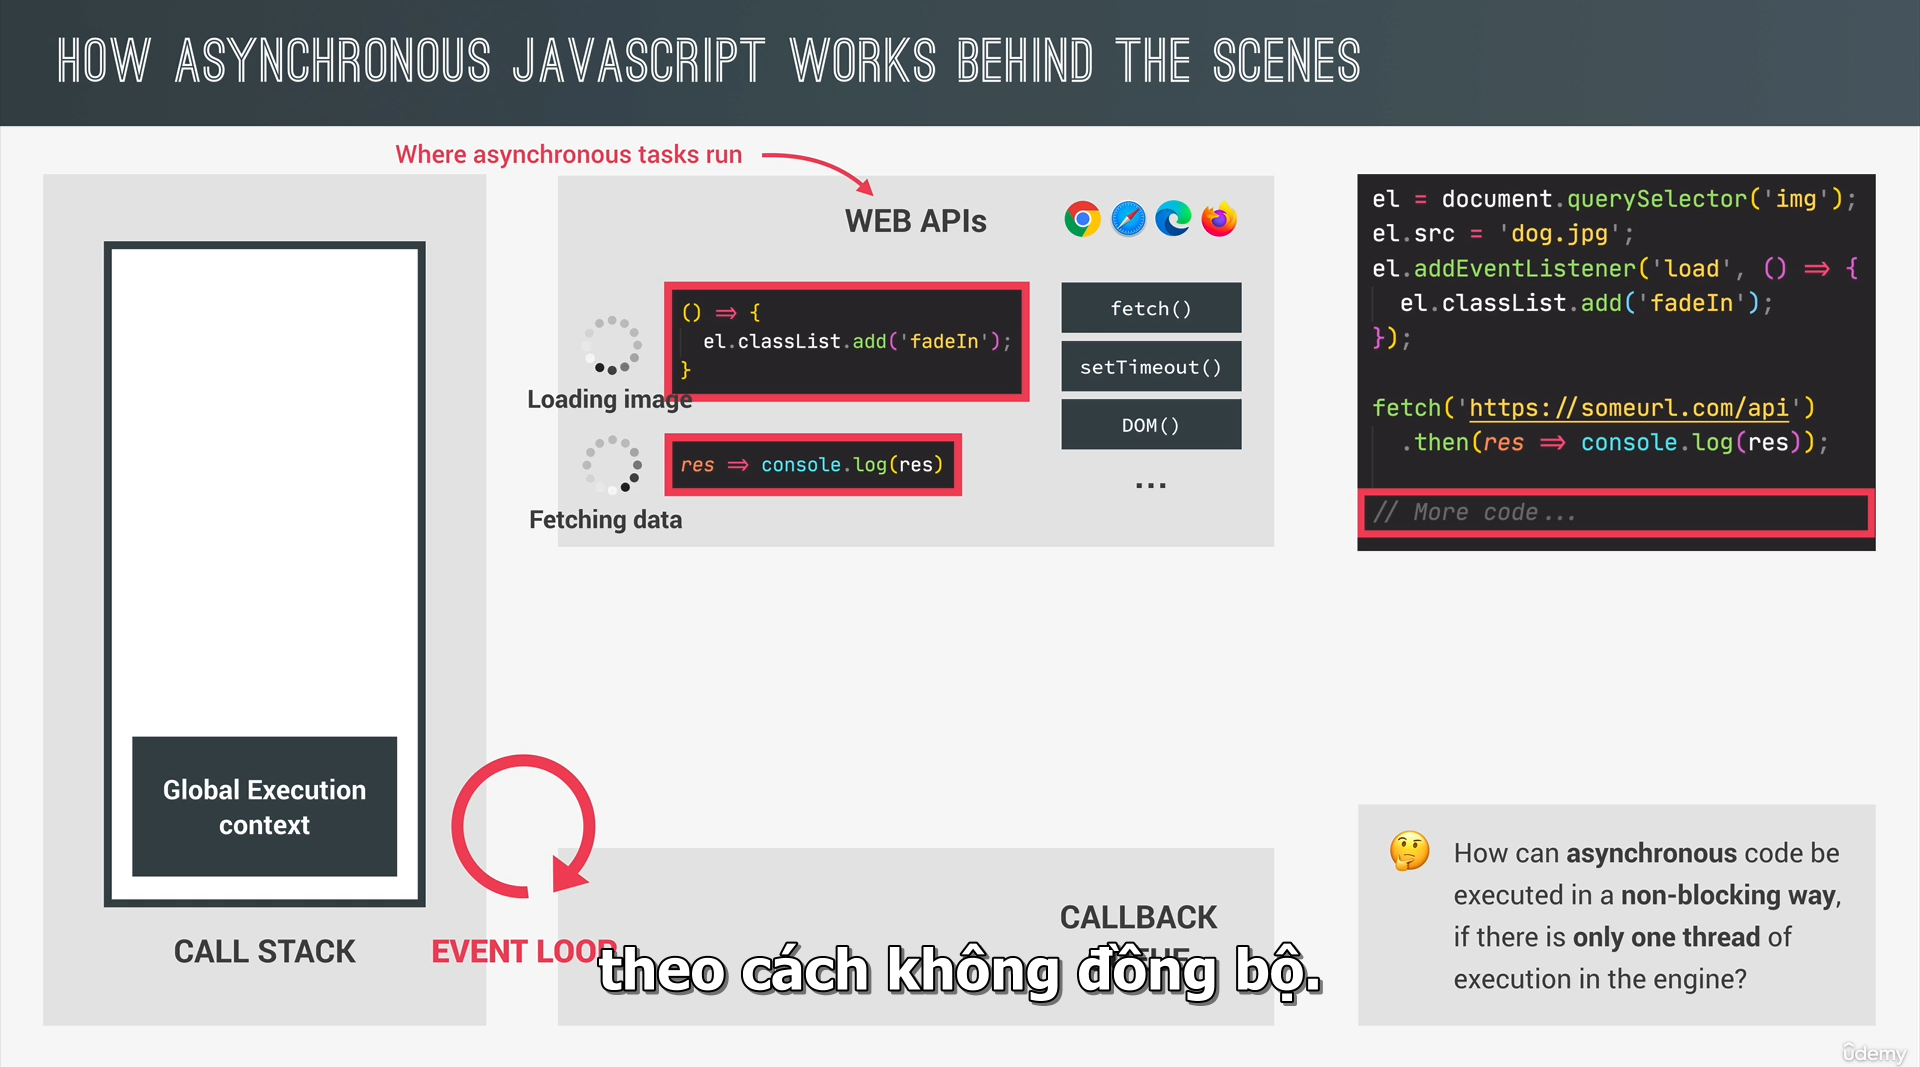 HOW ASYNCHRONOUS JAVASCRIPT WORKS BEHIND THE SCENES
Where asynchronous tasks run
WEB APIs
() => {
el.classList.add('fadeIn');
}
Loading image
res => console.log(res)
Fetching data
fetch()
setTimeout()
DOM()
...
el = document.querySelector('img');
el.src = 'dog.jpg';
el.addEventListener('load', () => {
el.classList.add('fadeIn');
});
fetch('https://someurl.com/api')
.then(res => console.log(res));
// More code...
Global Execution
context
CALL STACK
EVENT LOOP
CALLBACK
theo cách không đồng bộ.
How can asynchronous code be
executed in a non-blocking way,
if there is only one thread of
execution in the engine?
ûdemy